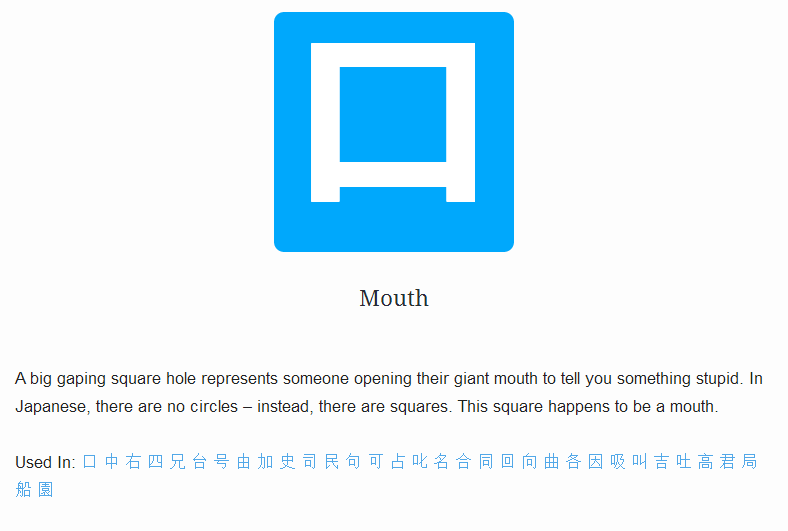 口
Mouth
A big gaping square hole represents someone opening their giant mouth to tell you something stupid. In
Japanese, there are no circles – instead, there are squares. This square happens to be a mouth.
Used In: 口 中 右 四 兄 台 号 由 加 史 司 民 句 可 占 叱 名 合 同 回 向 曲 各 因 吸 叫 吉 吐 高 君 局
船 園